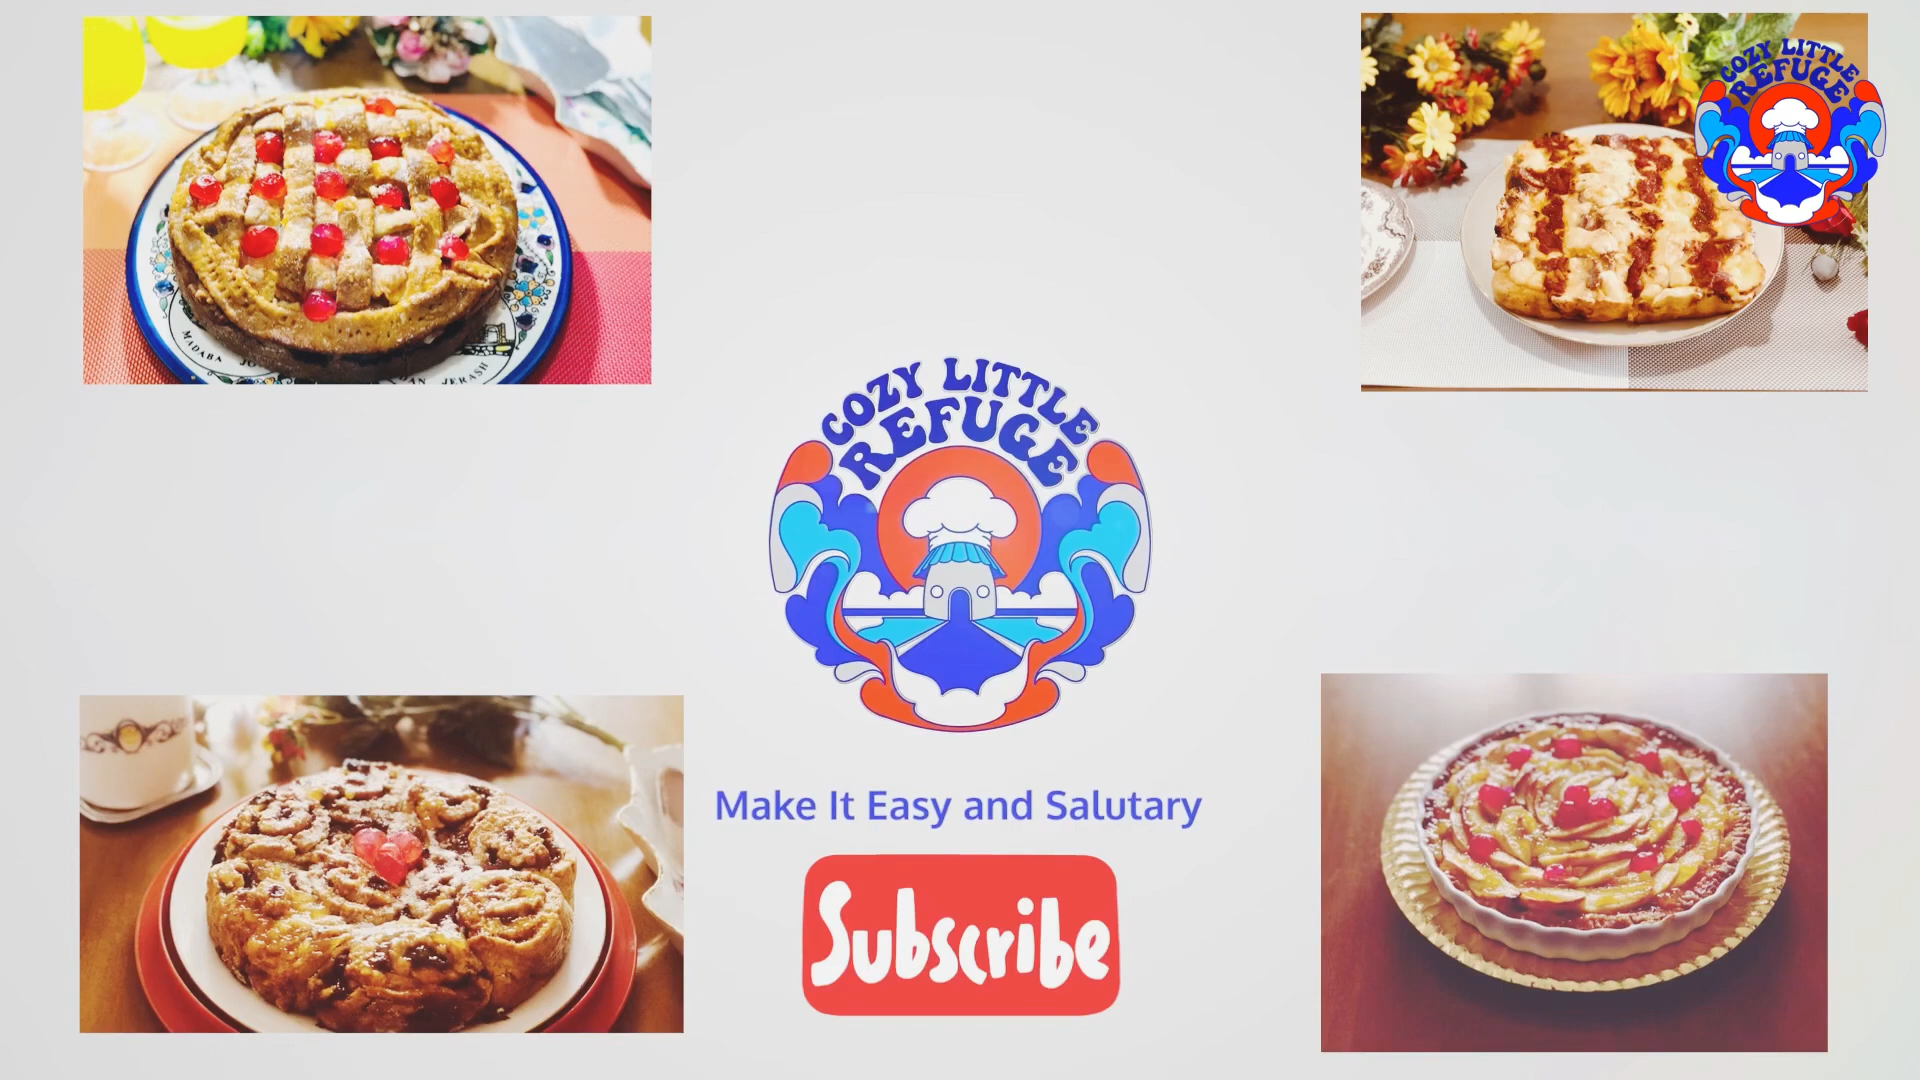 COZY LITTLE
REFUGE
MADABA
JERASH
COZY LITTLE
REFUGE
Make It Easy and Salutary
Subscribe